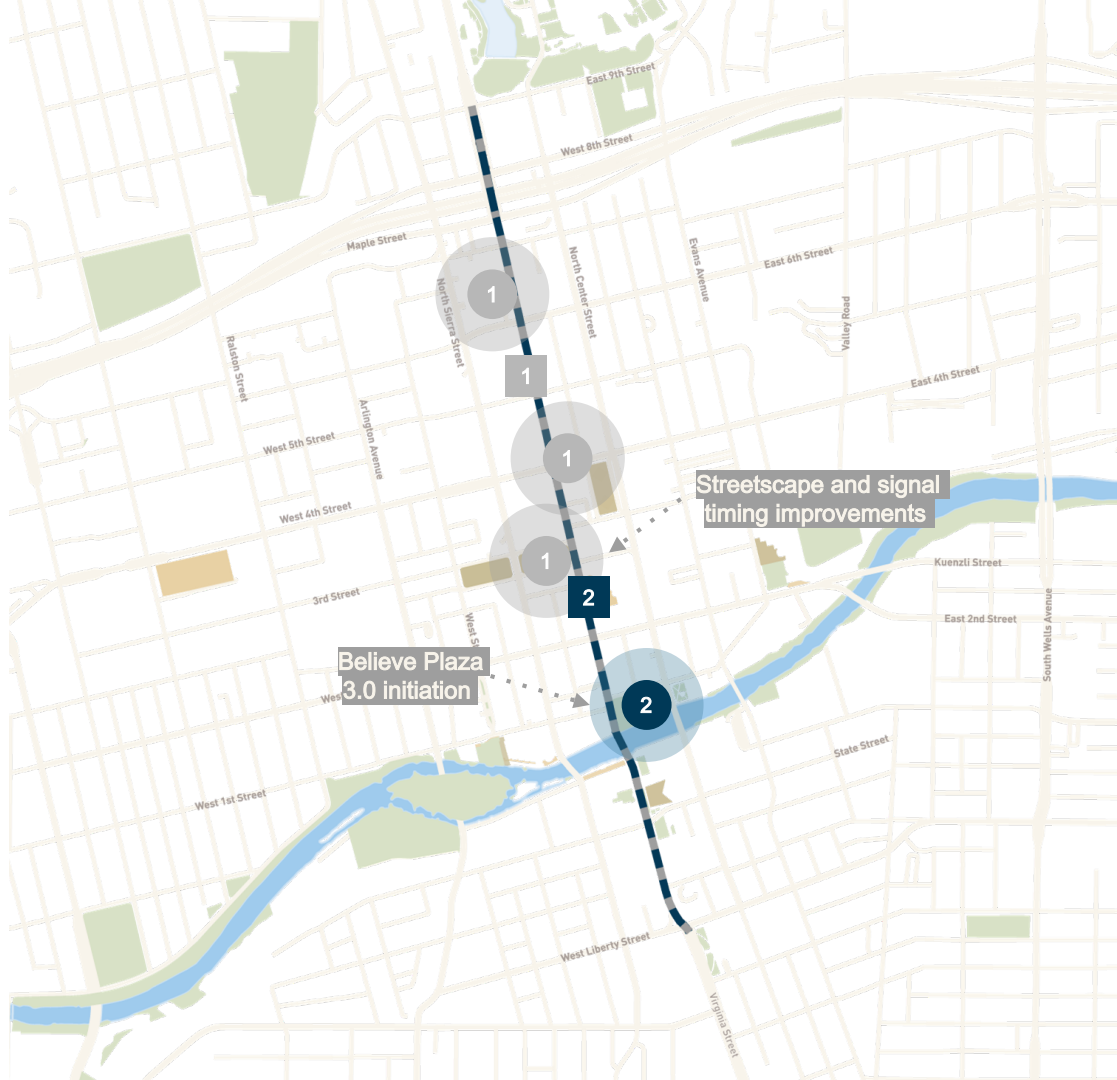 East 9th Street
West 8th Street
Maple Street
North Center Street
Evans Avenue
East 6th Street
North Sierra Street
1
Valley Road
Ralston Street
1
East 4th Street
Arlington Avenue
West 5th Street
1
Streetscape and signal
timing improvements
West 4th Street
1
Kuenzli Street
3rd Street
2
East 2nd Street
South Wells Avenue
West
Believe Plaza
3.0 initiation
2
State Street
West 1st Street
West Liberty Street
Virginia Street